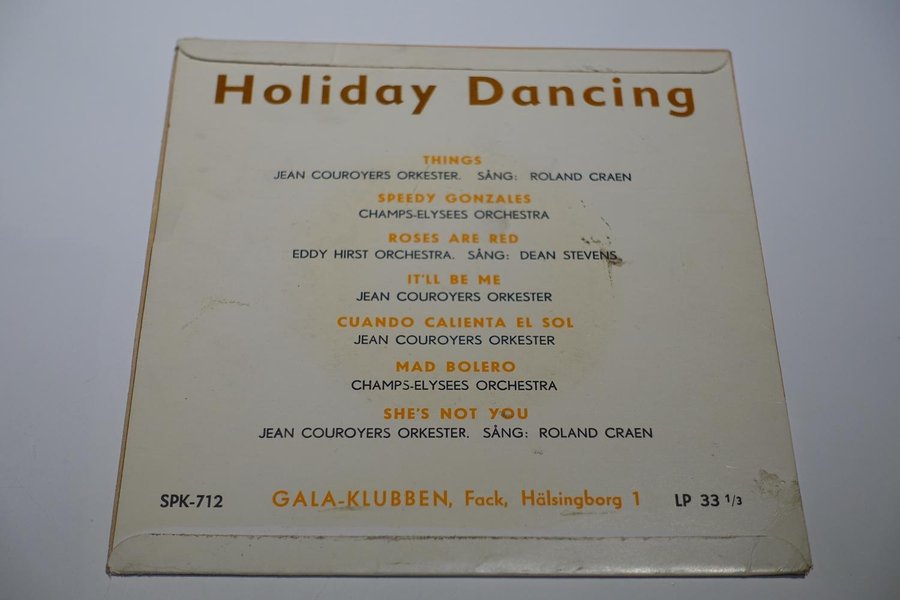 Holiday Dancing
THINGS
JEAN COUROYERS ORKESTER. SÅNG: ROLAND CRAEN
SPEEDY GONZALES
CHAMPS-ELYSEES ORCHESTRA
ROSES ARE RED
EDDY HIRST ORCHESTRA. SÅNG: DEAN STEVENS
IT'LL BE ME
JEAN COUROYERS ORKESTER
CUANDO CALIENTA EL SOL
JEAN COUROYERS ORKESTER
MAD BOLERO
CHAMPS-ELYSEES ORCHESTRA
SHE'S NOT YOU
JEAN COUROYERS ORKESTER. SÅNG: ROLAND CRAEN
SPK-712 GALA-KLUBBEN, Fack, Hälsingborg 1 LP 33 1/3